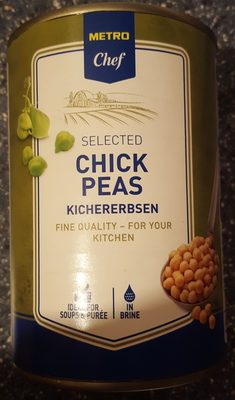 METRO
Chef
SELECTED
CHICK
PEAS
KICHERERBSEN
FINE QUALITY – FOR YOUR
KITCHEN
IDEAL FOR
SOUPS & PURÉE
IN
BRINE